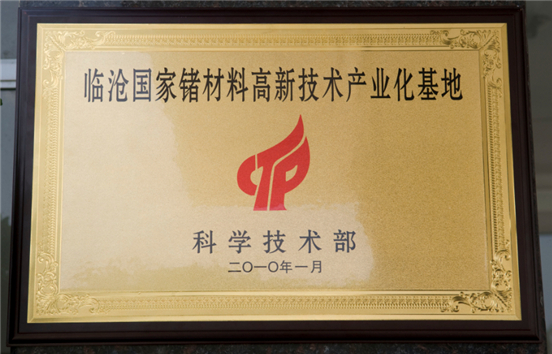 临沧国家锗材料高新技术产业化基地
CTP
科学技术部
二〇一〇年一月